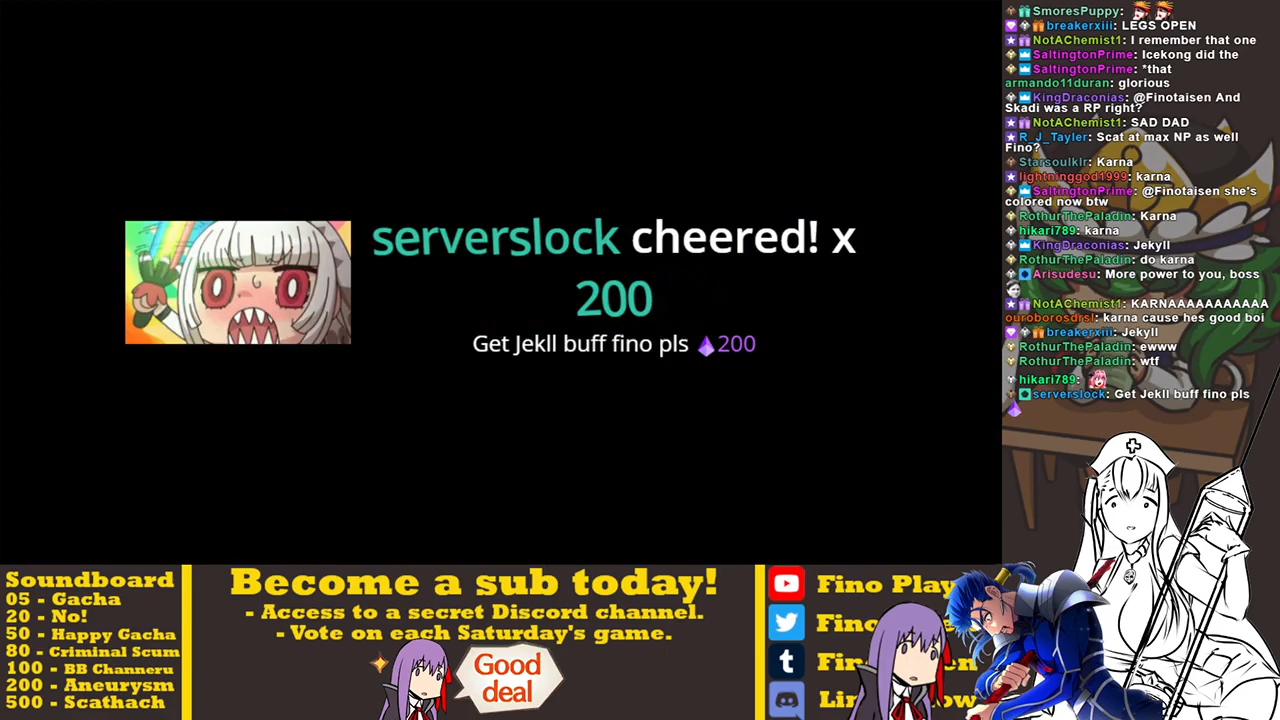 serverslock cheered! x
200
Get Jekll buff fino pls 200
SmoresPuppy:
breakerxiii: LEGS OPEN
NotAChemist1: I remember that one
SaltingtonPrime: Icekong did the
SaltingtonPrime: *that
armando11duran: glorious
KingDraconias: @Finotaisen And
Skadi was a RP right?
NotAChemist1: SAD DAD
R_J_Tayler: Scat at max NP as well
Fino?
Starsoulklr: Karna
lightninggod1999: karna
SaltingtonPrime: @Finotaisen she's
colored now btw
RothurThePaladin: Karna
hikari789: karna
KingDraconias: Jekyll
RothurThePaladin: do karna
Arisudesu: More power to you, boss
NotAChemist1: KARNAAAAAAAAAAA
ouroborosdrsl: karna cause hes good boi
breakerxiii: Jekyll
RothurThePaladin: ewww
RothurThePaladin: wtf
hikari789:
serverslock: Get Jekll buff fino pls
Soundboard
05 - Gacha
20 - No!
50 - Happy Gacha
80 - Criminal Scum
100 - BB Channeru
200 - Aneurysm
500 - Scathach
Become a sub today!
- Access to a secret Discord channel.
- Vote on each Saturday's game.
Good
deal
Fino Play